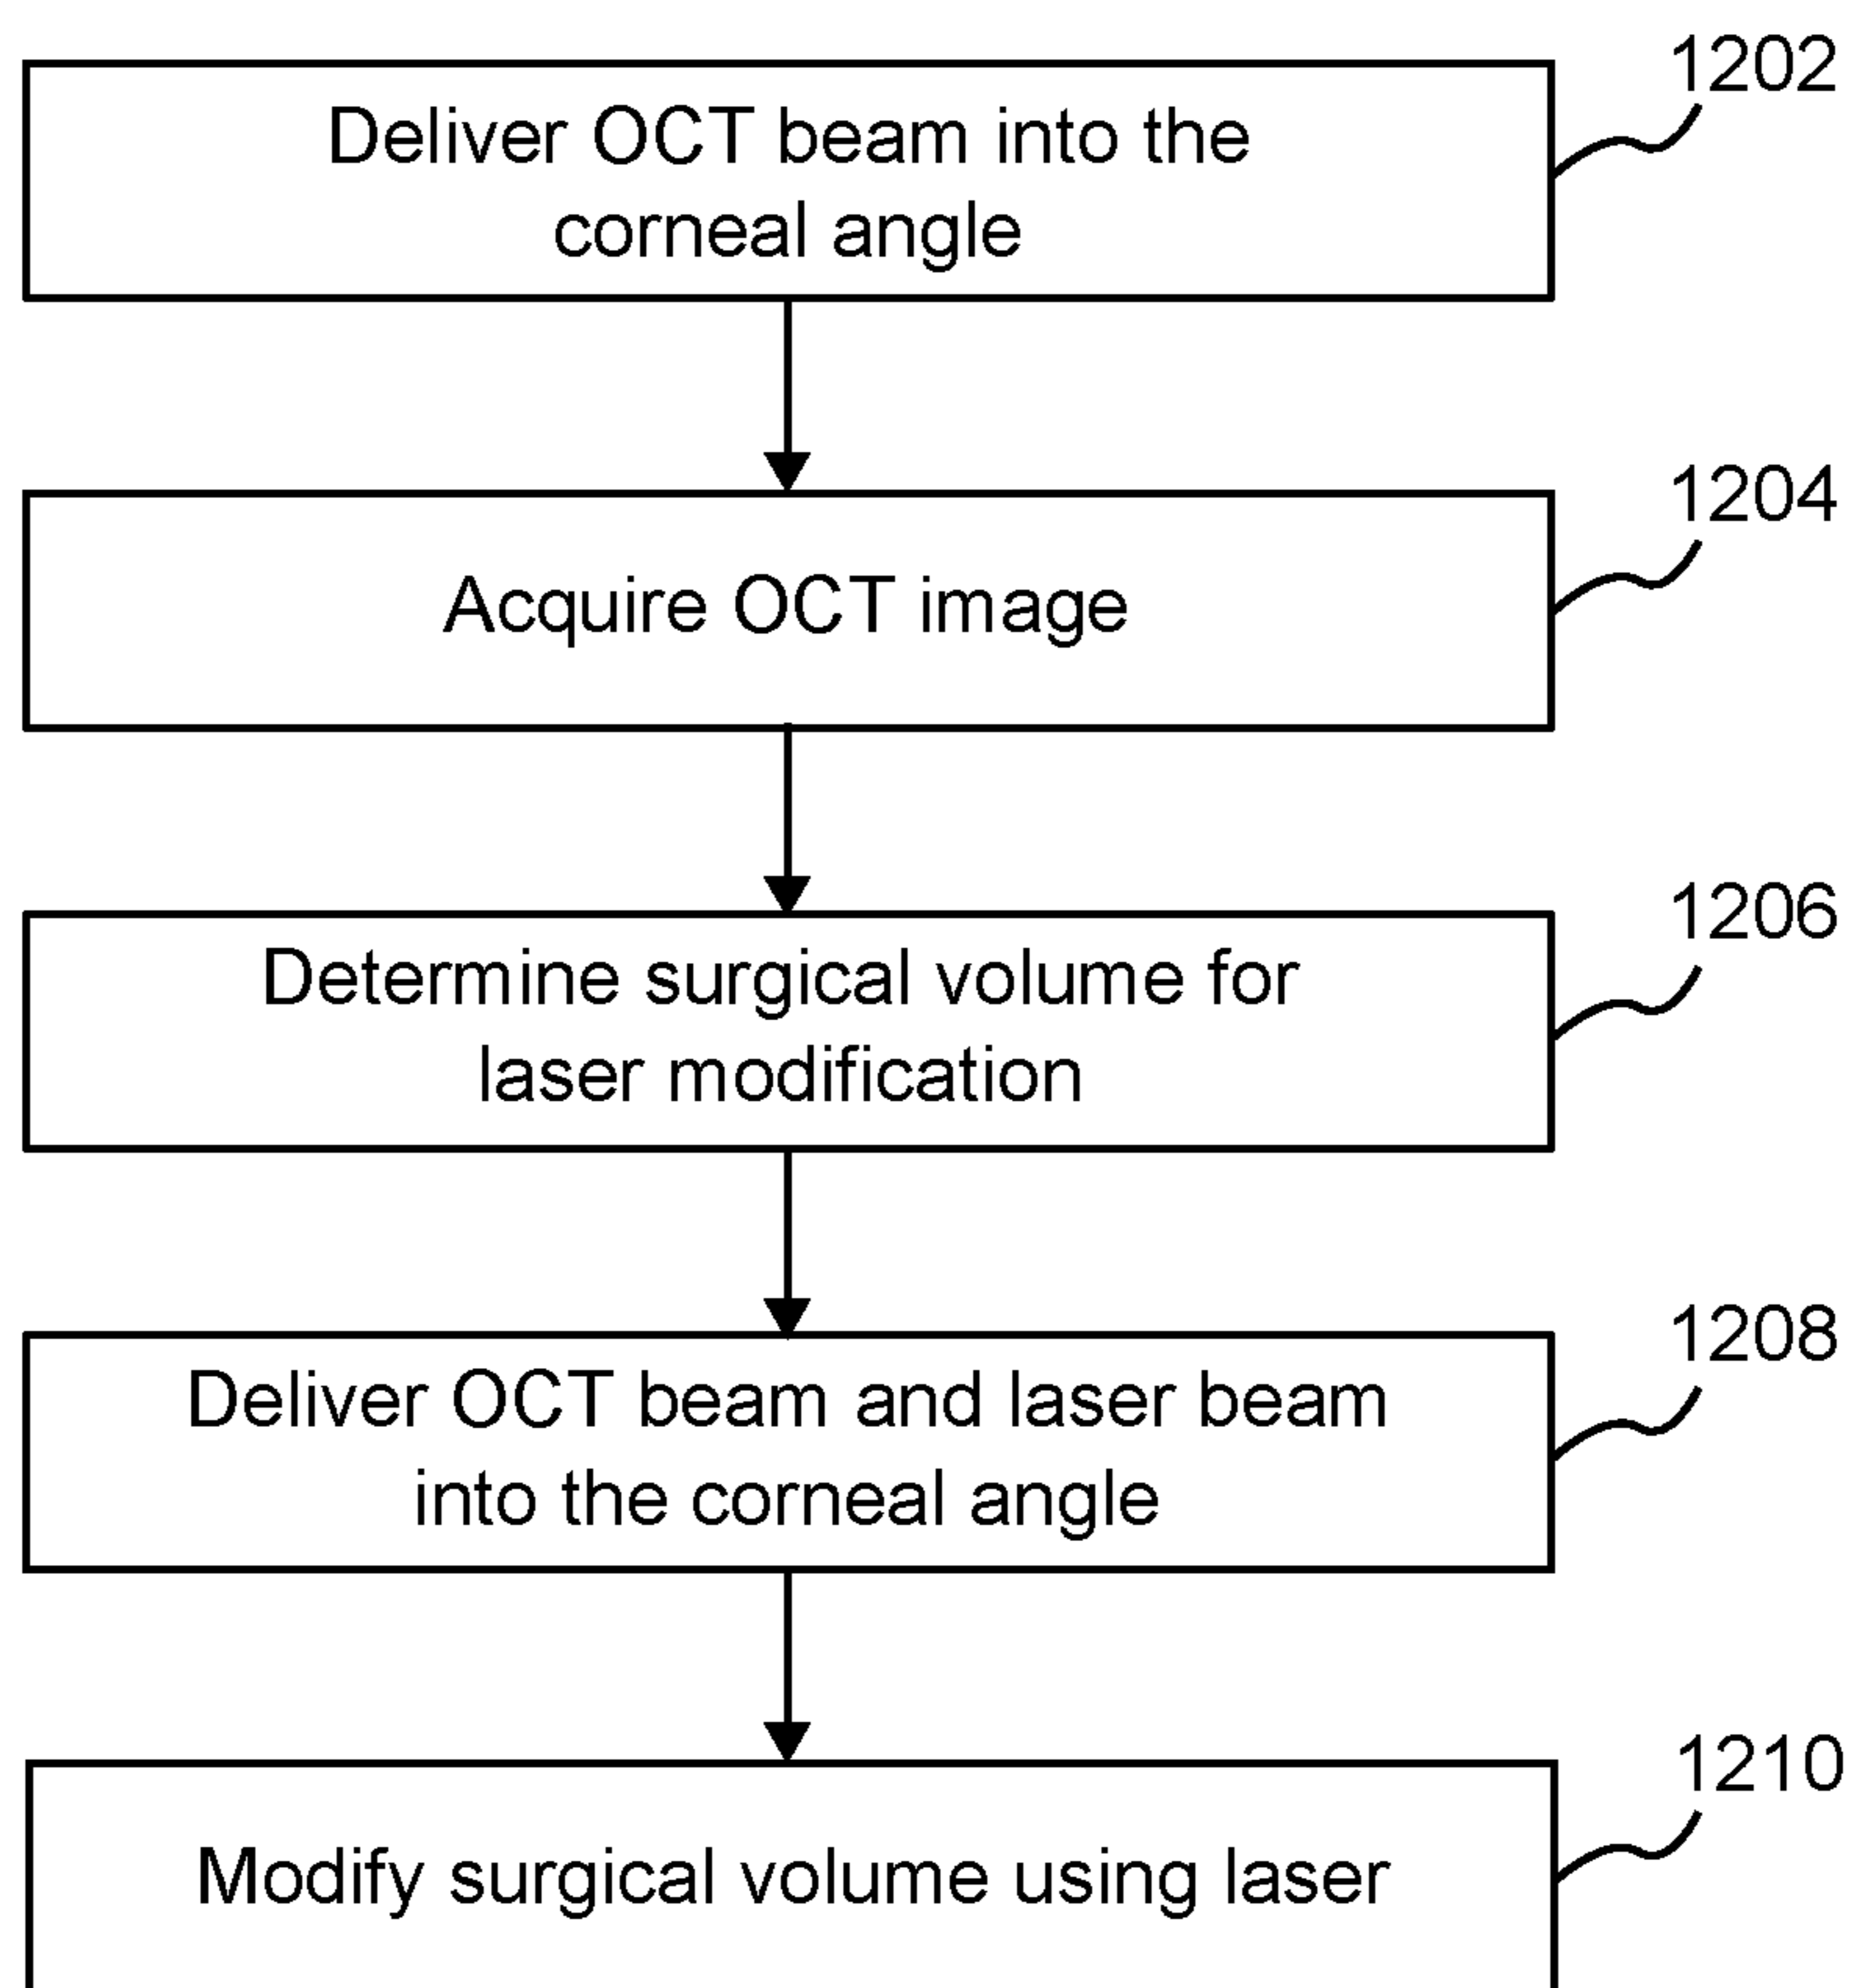 1202
Deliver OCT beam into the
corneal angle
1204
Acquire OCT image
1206
Determine surgical volume for
laser modification
1208
Deliver OCT beam and laser beam
into the corneal angle
1210
Modify surgical volume using laser